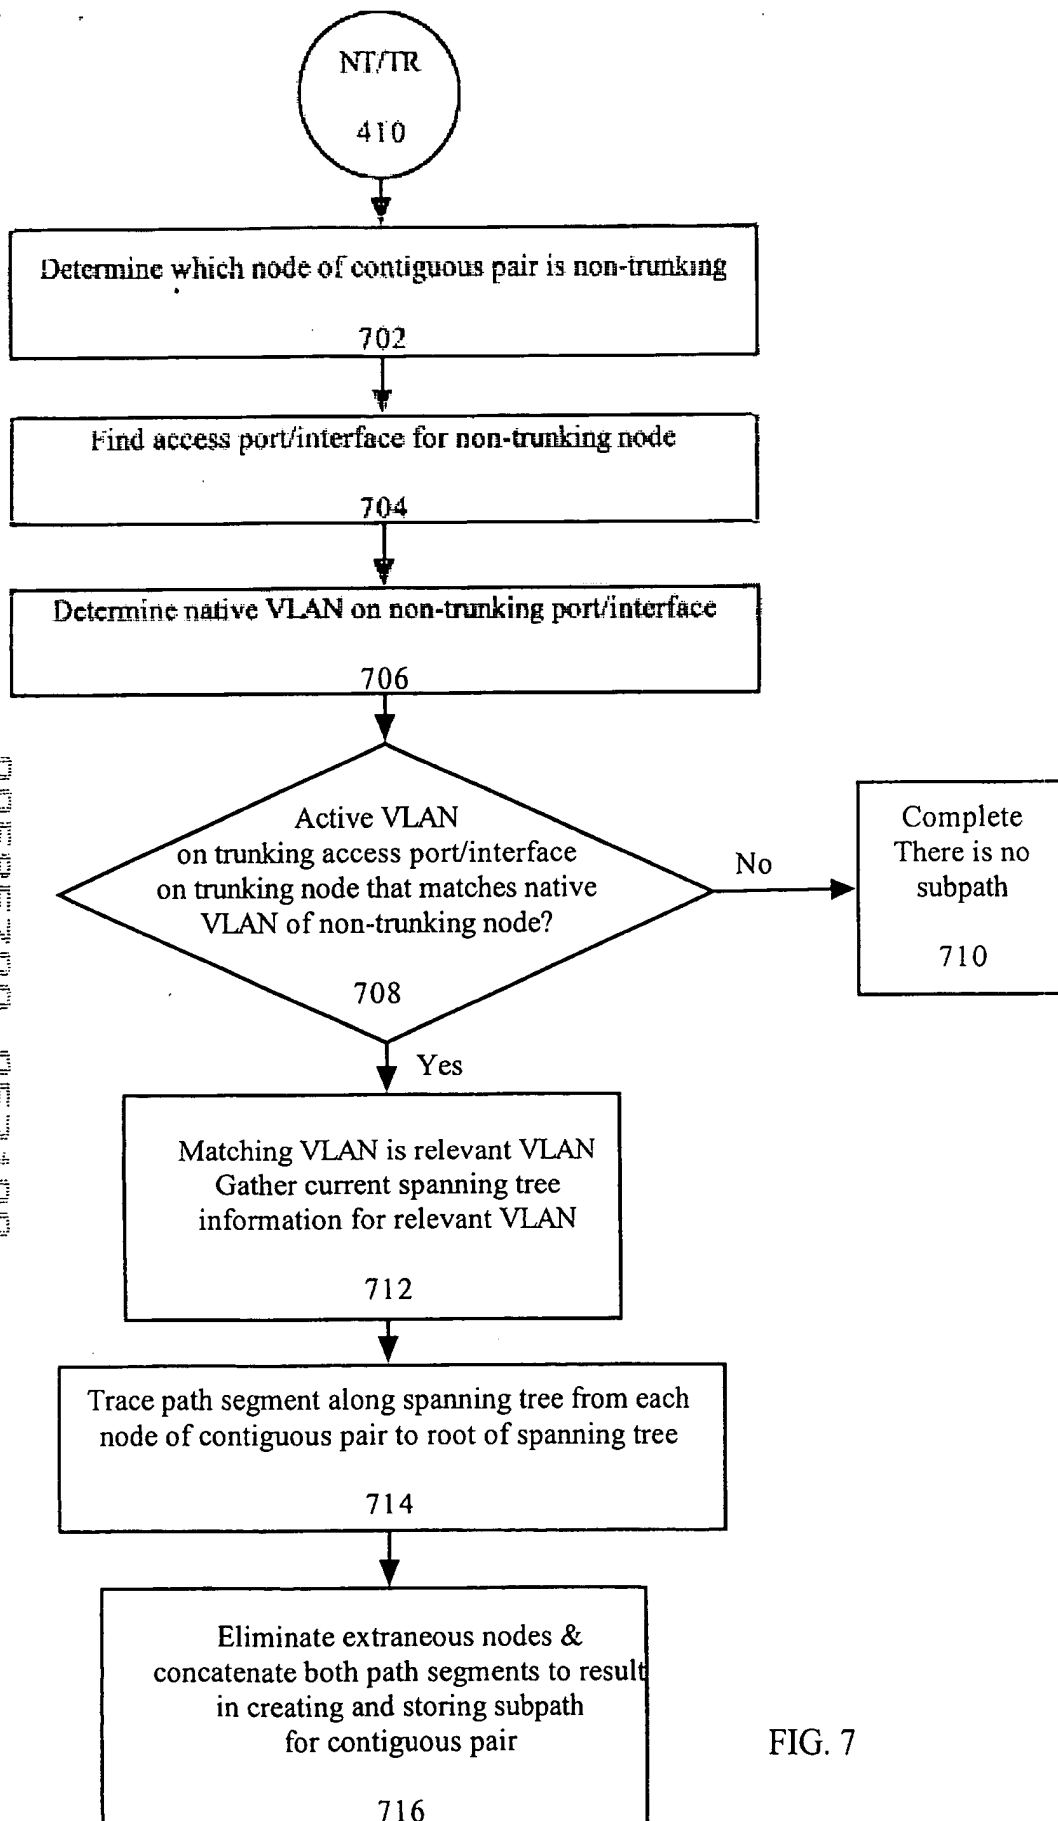 NT/TR
410
Determine which node of contiguous pair is non-trunking
702
Find access port/interface for non-trunking node
704
Determine native VLAN on non-trunking port/interface
706
Active VLAN
on trunking access port/interface
on trunking node that matches native
VLAN of non-trunking node?
708
No
Complete
There is no
subpath
710
Yes
Matching VLAN is relevant VLAN
Gather current spanning tree
information for relevant VLAN
712
Trace path segment along spanning tree from each
node of contiguous pair to root of spanning tree
714
Eliminate extraneous nodes &
concatenate both path segments to result
in creating and storing subpath
for contiguous pair
716
FIG. 7